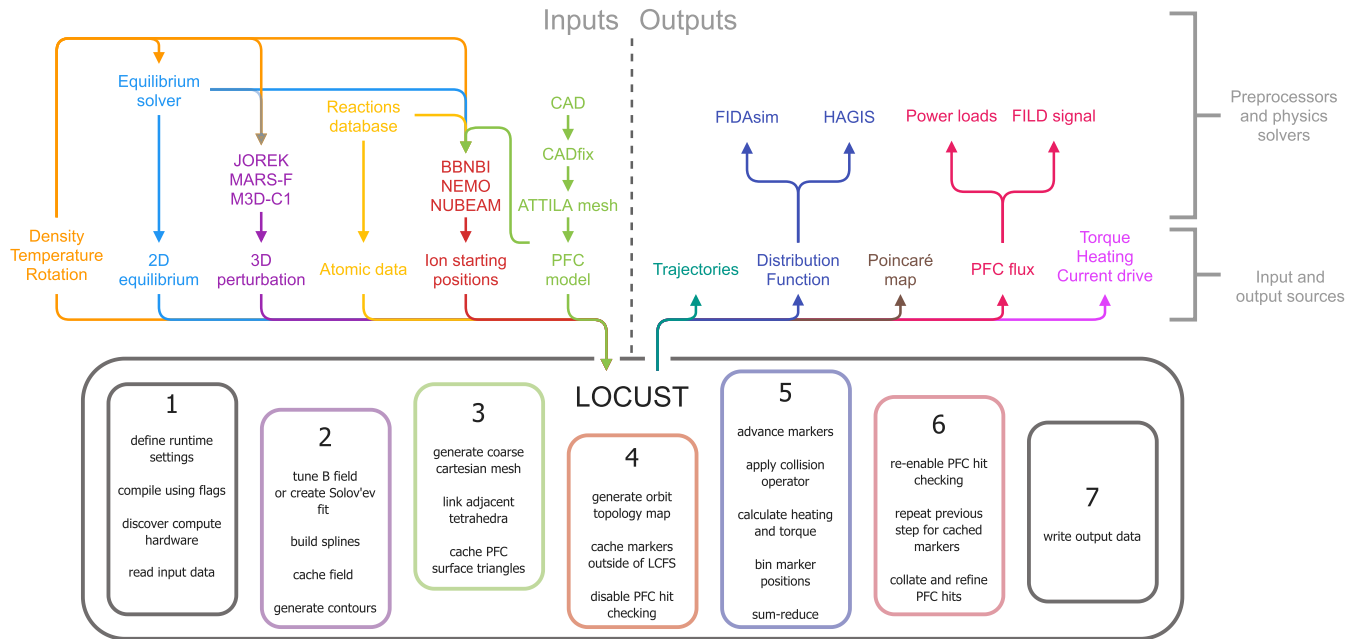 Inputs
Outputs
Equilibrium
solver
Reactions
database
CAD
CADfix
ATTILA mesh
JOREK
MARS-F
M3D-C1
BBNBI
NEMO
NUBEAM
Density
Temperature
Rotation
2D
equilibrium
3D
perturbation
Atomic data
Ion starting
positions
PFC
model
FIDAsim
HAGIS
Power loads
FILD signal
Trajectories
Distribution
Function
Poincaré
map
PFC flux
Torque
Heating
Current drive
Preprocessors
and physics
solvers
Input and
output sources
LOCUST
1
define runtime
settings
compile using flags
discover compute
hardware
read input data
2
tune B field
or create Solov'ev
fit
build splines
cache field
generate contours
3
generate coarse
cartesian mesh
link adjacent
tetrahedra
cache PFC
surface triangles
4
generate orbit
topology map
cache markers
outside of LCFS
disable PFC hit
checking
5
advance markers
apply collision
operator
calculate heating
and torque
bin marker
positions
sum-reduce
6
re-enable PFC hit
checking
repeat previous
step for cached
markers
collate and refine
PFC hits
7
write output data